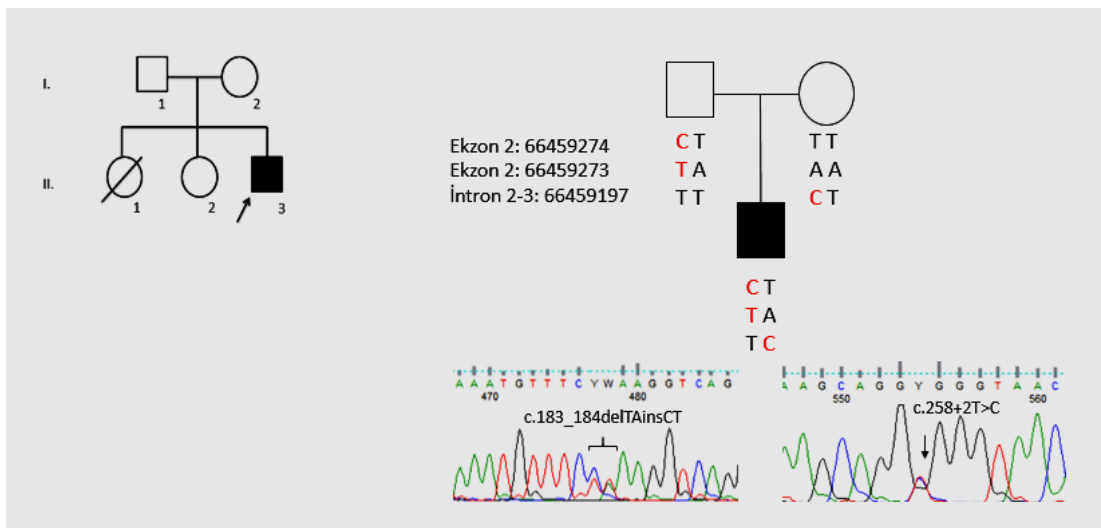 I.
1
2
II.
1
2
3
Ekzon 2: 66459274
Ekzon 2: 66459273
İntron 2-3: 66459197
C T
T A
T T
T T
A A
C T
C T
T A
T C
A A A T G T T T C Y W A A G G T C A G
470
480
c.183_184delTAinsCT
A A G C A G G Y G G G T A A C
550
560
c.258+2T>C